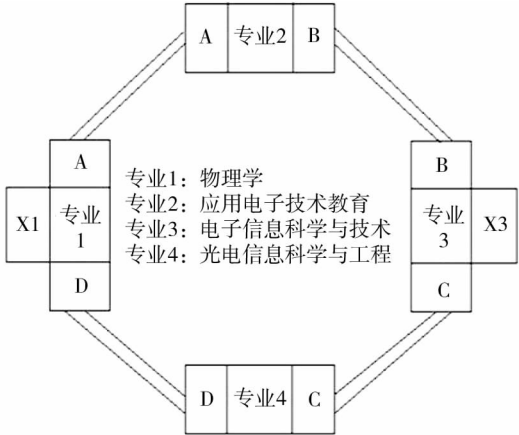 A 专业2 B
A
B
X1 专业1
专业1：物理学
专业2：应用电子技术教育
专业3：电子信息科学与技术
专业4：光电信息科学与工程
专业3 X3
D
C
D 专业4 C